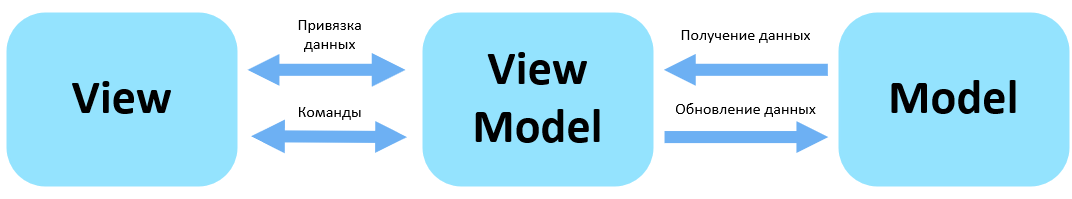 View
Привязка
данных
Команды
View
Model
Получение данных
Обновление данных
Model